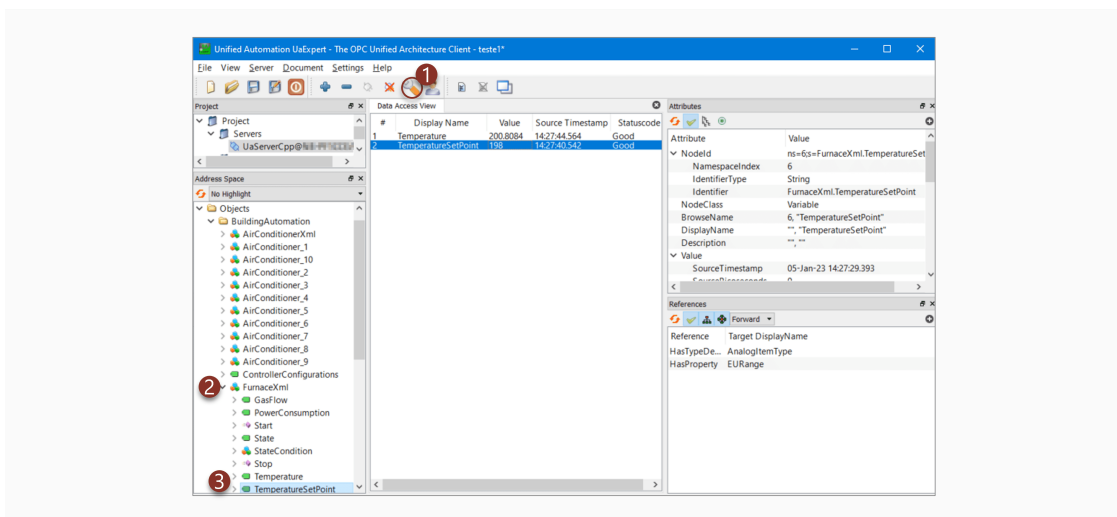 Unified Automation UaExpert - The OPC Unified Architecture Client - teste1*
File View Server Document Settings Help
1
Project
Project
Servers
UaServerCpp@
Address Space
No Highlight
Objects
BuildingAutomation
AirConditionerXml
AirConditioner_1
AirConditioner_10
AirConditioner_2
AirConditioner_3
AirConditioner_4
AirConditioner_5
AirConditioner_6
AirConditioner_7
AirConditioner_8
AirConditioner_9
ControllerConfigurations
2 FurnaceXml
GasFlow
PowerConsumption
Start
State
StateCondition
Stop
Temperature
3
TemperatureSetPoint
Data Access View
# Display Name Value Source Timestamp Statuscode
1 Temperature 200.8084 14:27:44.564 Good
2 TemperatureSetPoint 198 14:27:40.542 Good
Attributes
Attribute Value
NodeId ns=6;s=FurnaceXml.TemperatureSet
NamespaceIndex 6
IdentifierType String
Identifier FurnaceXml.TemperatureSetPoint
NodeClass Variable
BrowseName 6, "TemperatureSetPoint"
DisplayName "", "TemperatureSetPoint"
Description "", ""
Value
SourceTimestamp 05-Jan-23 14:27:29.393
References
Forward
Reference Target DisplayName
HasTypeDe... AnalogItemType
HasProperty EURange